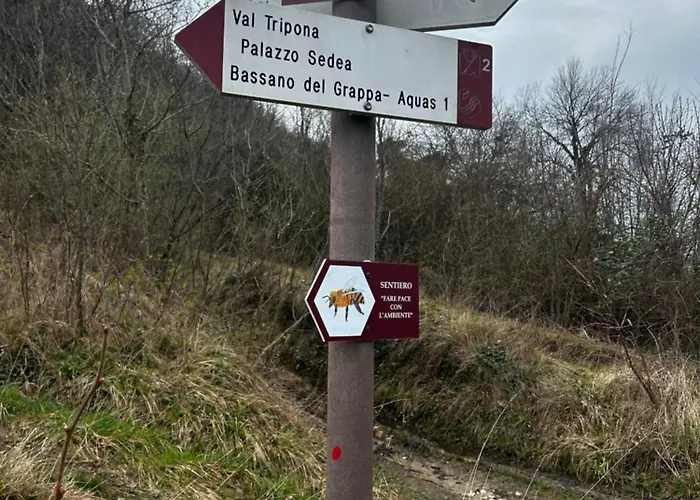 Val Tripona
Palazzo Sedea
Bassano del Grappa- Aquas 1
2
SENTIERO
"FARE PACE
CON
L'AMBIENTE"